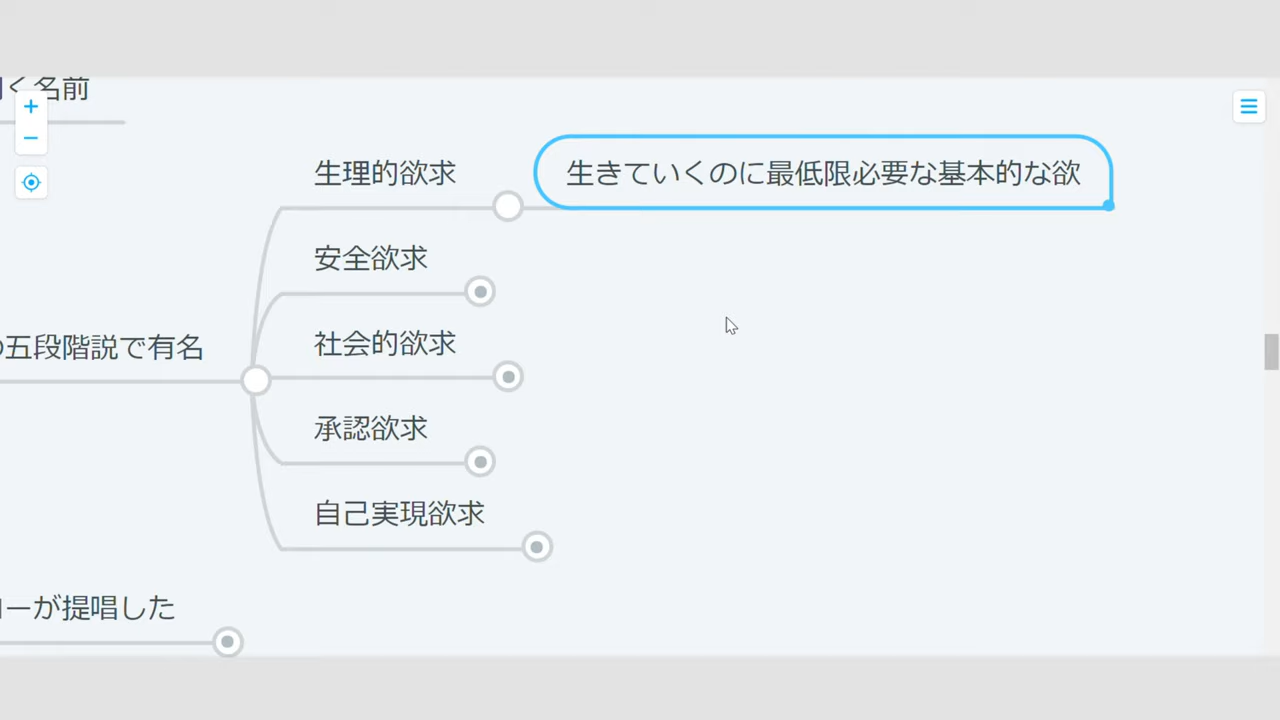 く名前
生理的欲求
生きていくのに最低限必要な基本的な欲
安全欲求
社会的欲求
の五段階説で有名
承認欲求
自己実現欲求
ーが提唱した